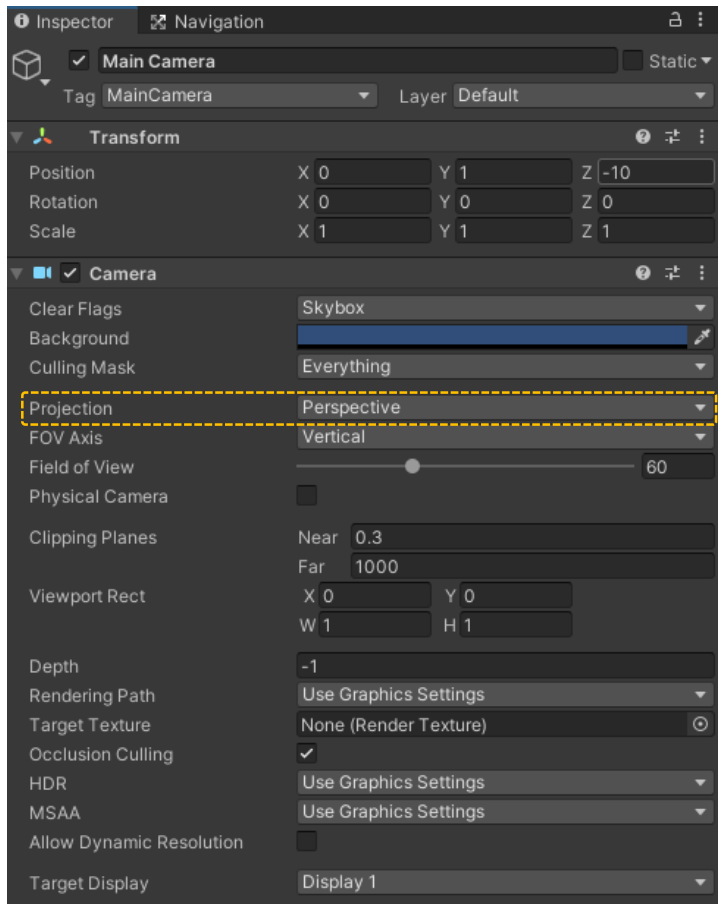 Inspector Navigation
Main Camera Static
Tag MainCamera Layer Default
Transform
Position X 0 Y 1 Z -10
Rotation X 0 Y 0 Z 0
Scale X 1 Y 1 Z 1
Camera
Clear Flags Skybox
Background
Culling Mask Everything
Projection Perspective
FOV Axis Vertical
Field of View 60
Physical Camera
Clipping Planes Near 0.3
Far 1000
Viewport Rect X 0 Y 0
W 1 H 1
Depth -1
Rendering Path Use Graphics Settings
Target Texture None (Render Texture)
Occlusion Culling
HDR Use Graphics Settings
MSAA Use Graphics Settings
Allow Dynamic Resolution
Target Display Display 1